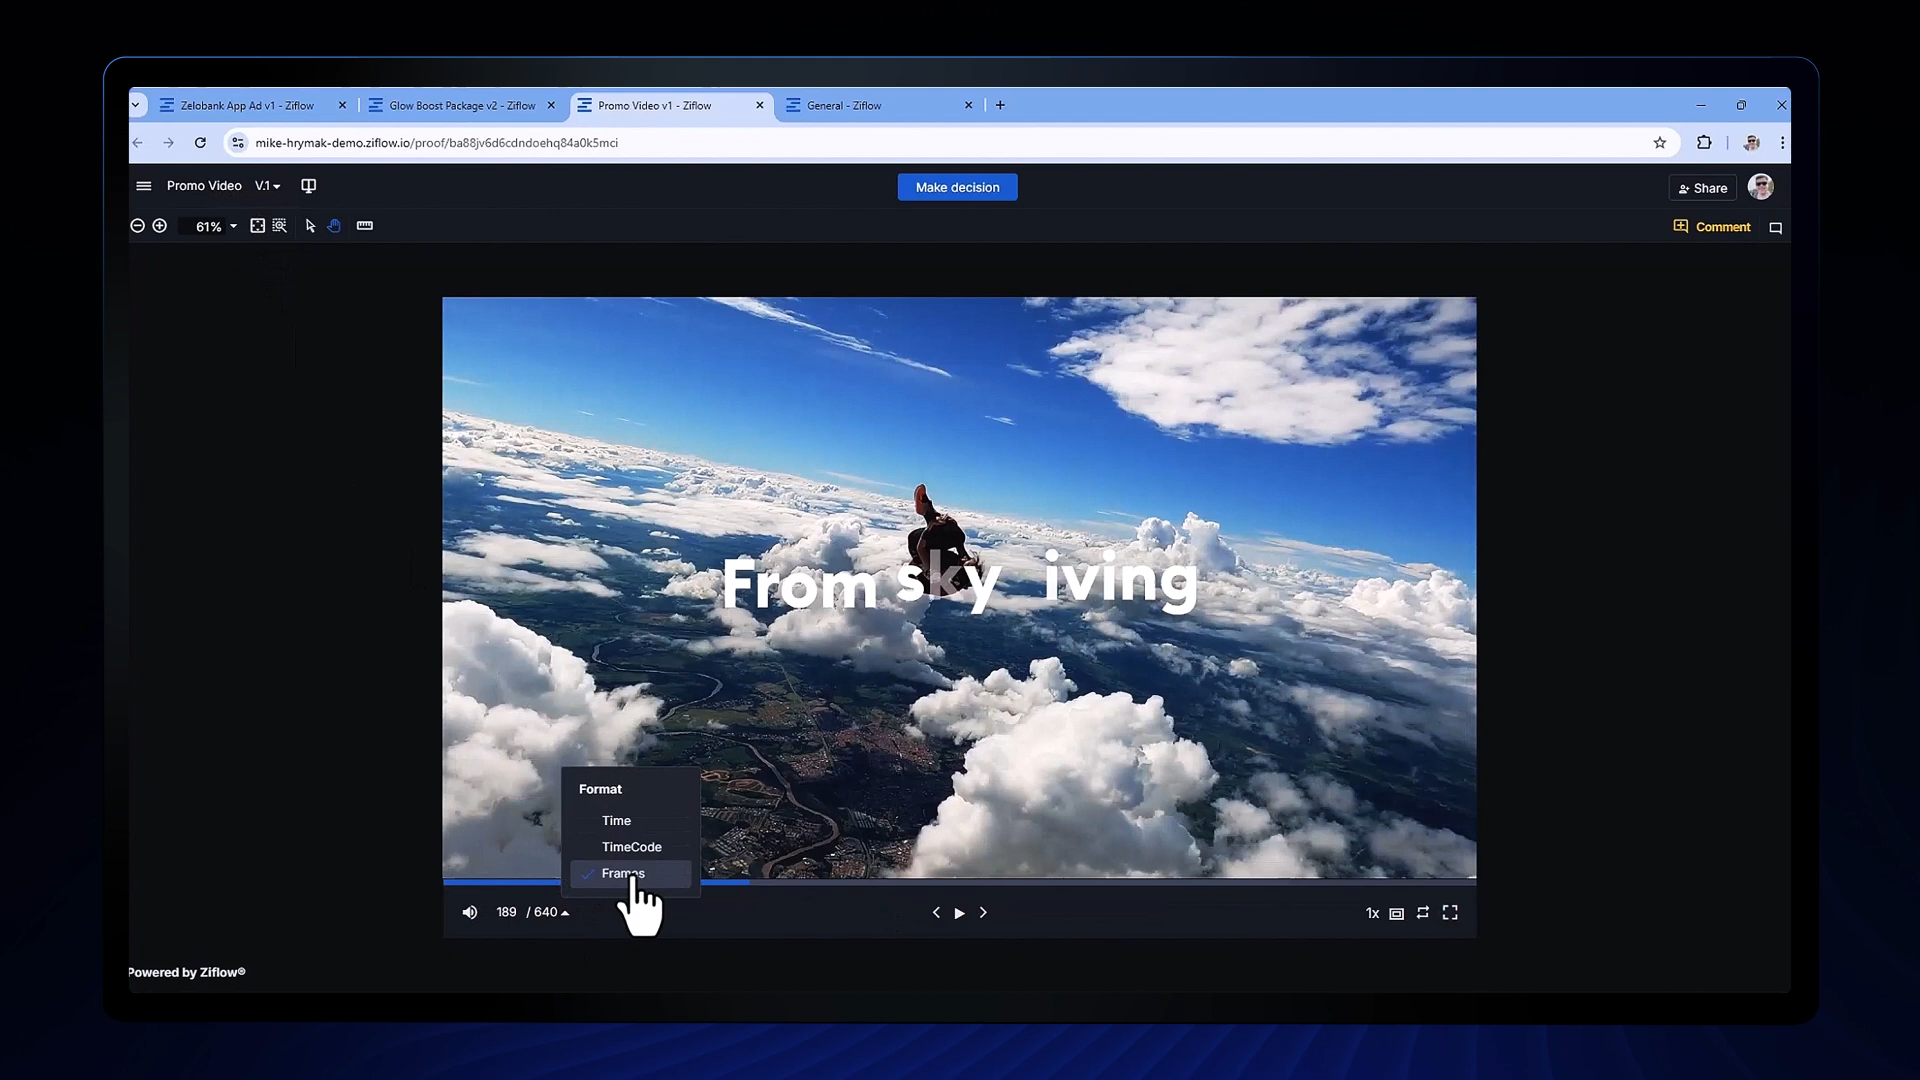 Zelobank App Ad v1 - Ziflow
Glow Boost Package v2 - Ziflow
Promo Video v1 - Ziflow
General - Ziflow
mike-hrymak-demo.ziflow.io/proof/ba88jv6d6cdndoehq84a0k5mci
Promo Video V.1
Make decision
Share
61%
Comment
From sky iving
Format
Time
TimeCode
Frames
189 / 640
1x
Powered by Ziflow®